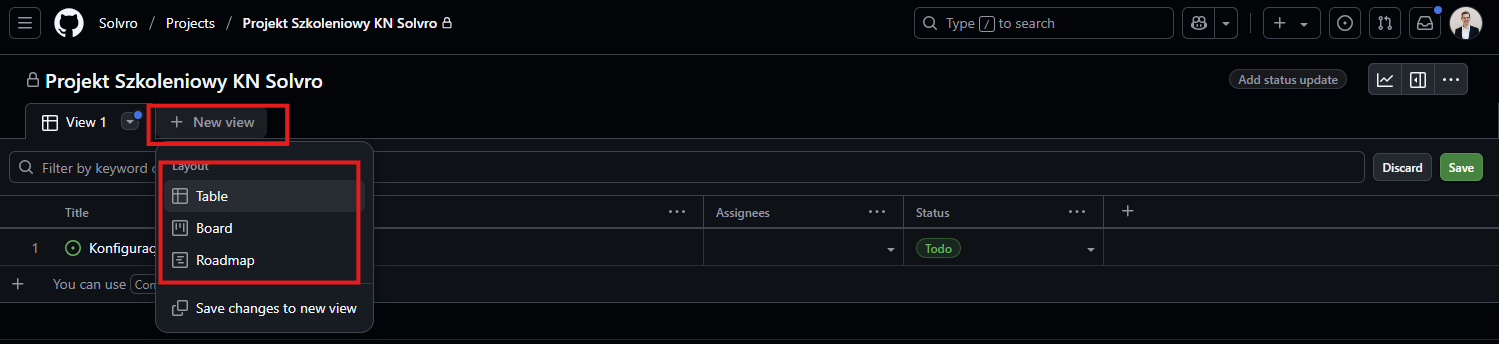 Solvro / Projects / Projekt Szkoleniowy KN Solvro
Type / to search
Projekt Szkoleniowy KN Solvro
Add status update
View 1
New view
Layout
Filter by keyword
Discard
Save
Table
Board
Roadmap
Save changes to new view
Title
Assignees
Status
1
Todo
You can use